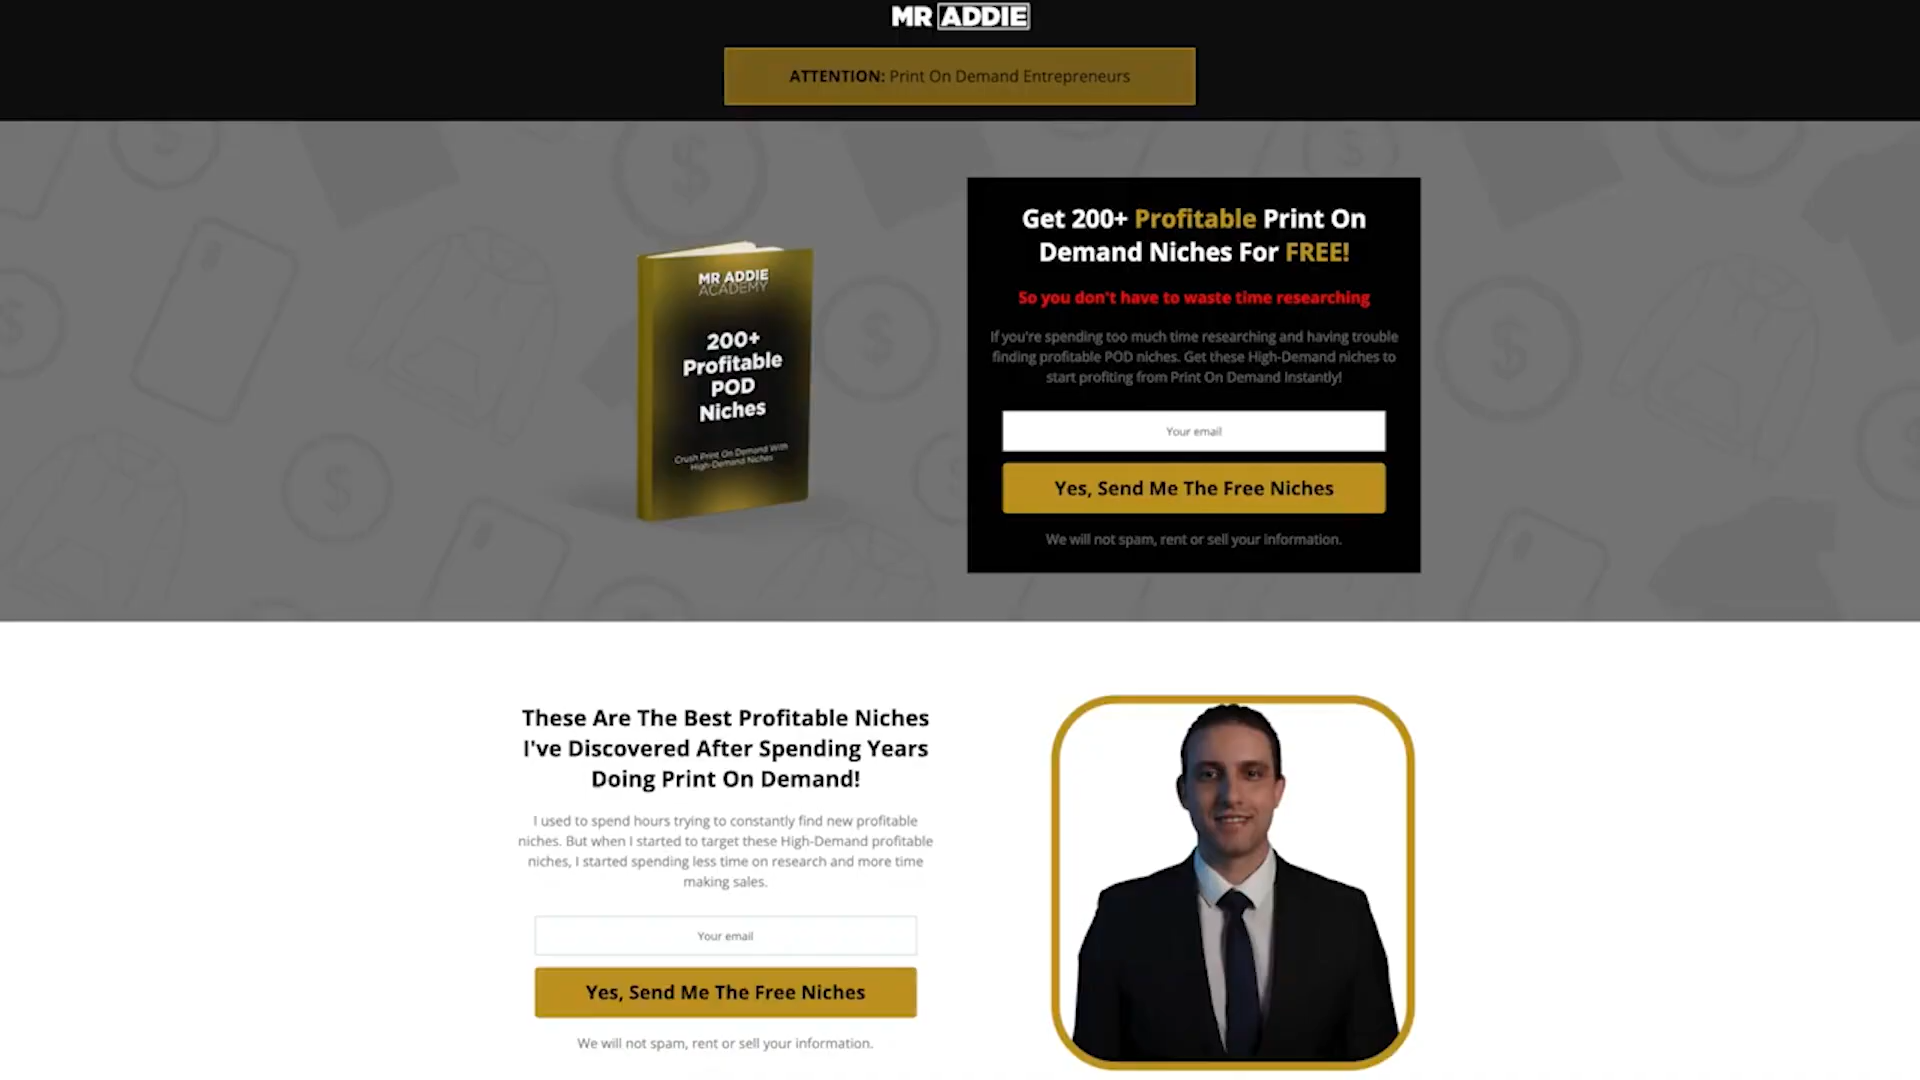 MR ADDIE
ATTENTION: Print On Demand Entrepreneurs
MR ADDIE
ACADEMY
200+
Profitable
POD
Niches
Crush Print On Demand With
High-Demand Niches
Get 200+ Profitable Print On
Demand Niches For FREE!
So you don't have to waste time researching
If you're spending too much time researching and having trouble
finding profitable POD niches. Get these High-Demand niches to
start profiting from Print On Demand Instantly!
Your email
Yes, Send Me The Free Niches
We will not spam, rent or sell your information.
These Are The Best Profitable Niches
I've Discovered After Spending Years
Doing Print On Demand!
I used to spend hours trying to constantly find new profitable
niches. But when I started to target these High-Demand profitable
niches, I started spending less time on research and more time
making sales.
Your email
Yes, Send Me The Free Niches
We will not spam, rent or sell your information.